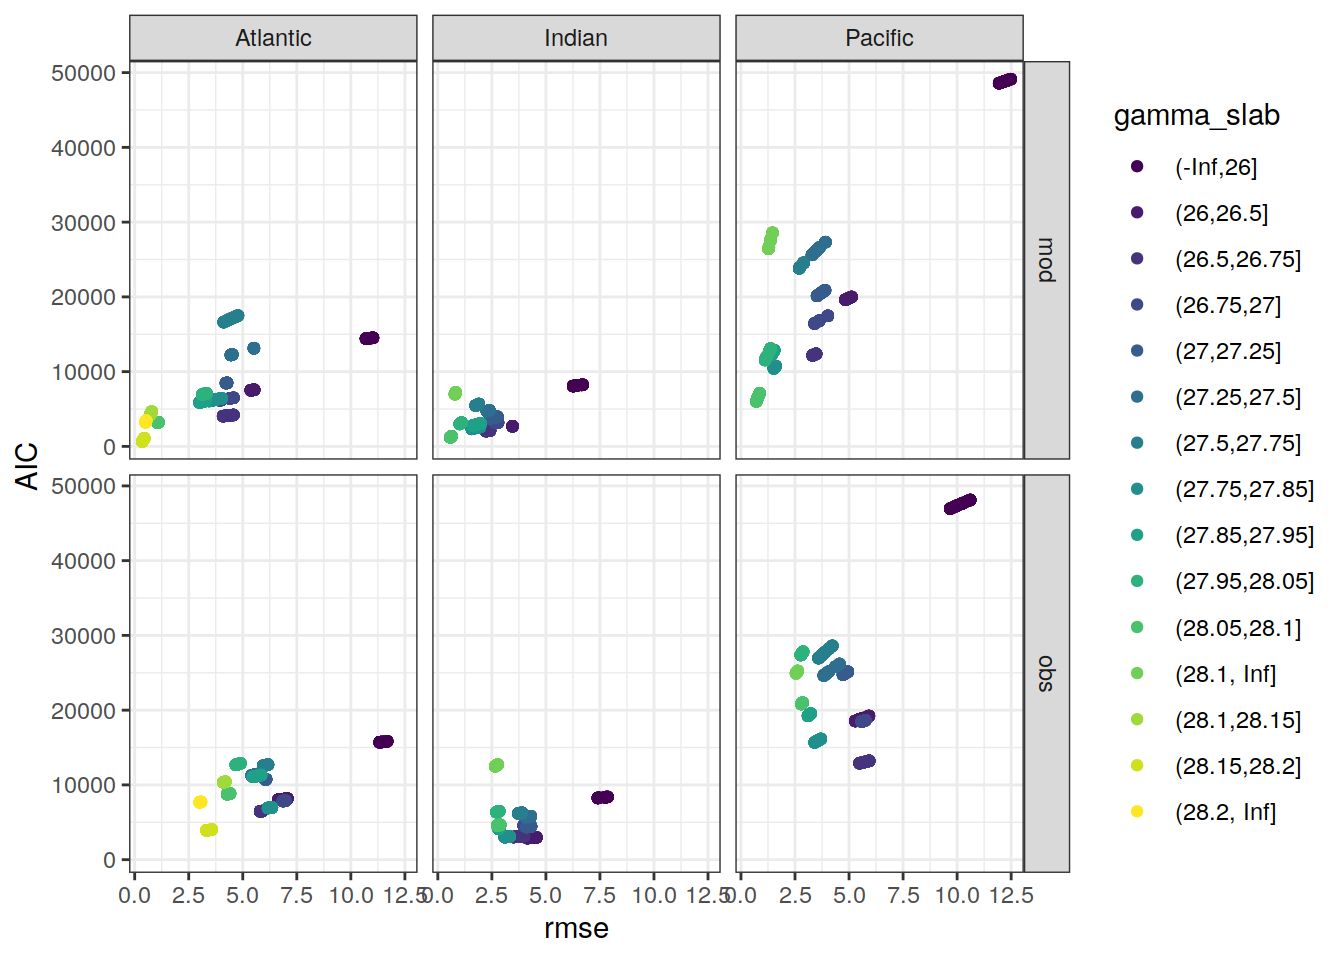 Atlantic Indian Pacific
50000
40000
30000
20000
10000
0
mod
50000
40000
30000
20000
10000
0
obs
AIC
0.0 2.5 5.0 7.5 10.0 12.5 0.0 2.5 5.0 7.5 10.0 12.5 0.0 2.5 5.0 7.5 10.0 12.5
rmse
gamma_slab
(-Inf,26]
(26,26.5]
(26.5,26.75]
(26.75,27]
(27,27.25]
(27.25,27.5]
(27.5,27.75]
(27.75,27.85]
(27.85,27.95]
(27.95,28.05]
(28.05,28.1]
(28.1, Inf]
(28.1,28.15]
(28.15,28.2]
(28.2, Inf]